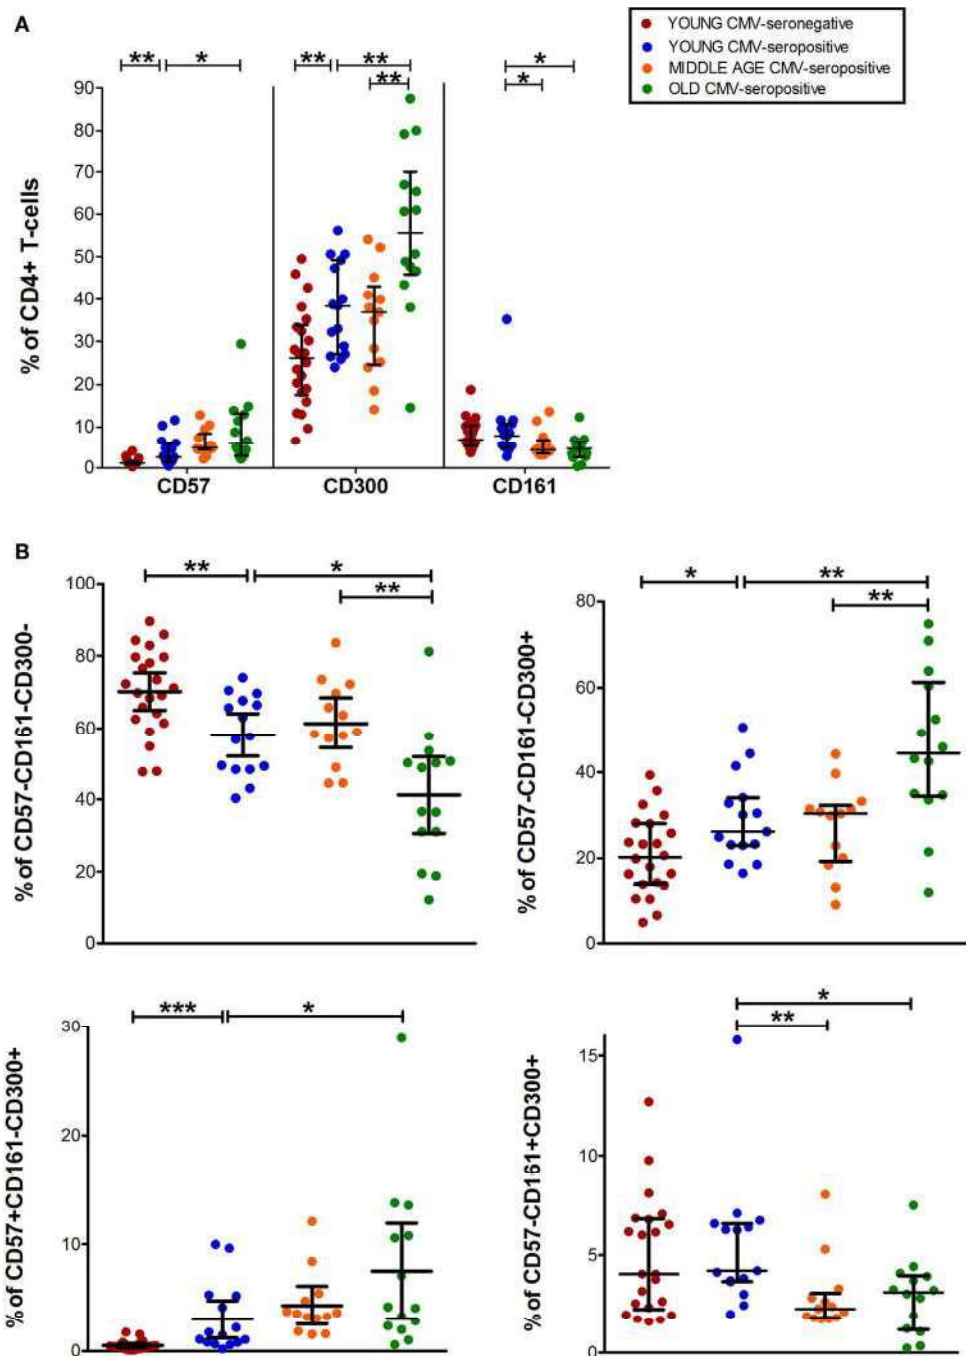 A
YOUNG CMV-seronegative
YOUNG CMV-seropositive
MIDDLE AGE CMV-seropositive
OLD CMV-seropositive
** * ** ** ** * *
% of CD4+ T-cells
90
80
70
60
50
40
30
20
10
0
CD57 CD300 CD161
B
** * **
% of CD57-CD161-CD300-
100
80
60
40
20
0
* ** **
% of CD57-CD161-CD300+
80
60
40
20
0
*** *
% of CD57+CD161-CD300+
30
20
10
0
* **
% of CD57-CD161+CD300+
15
10
5
0